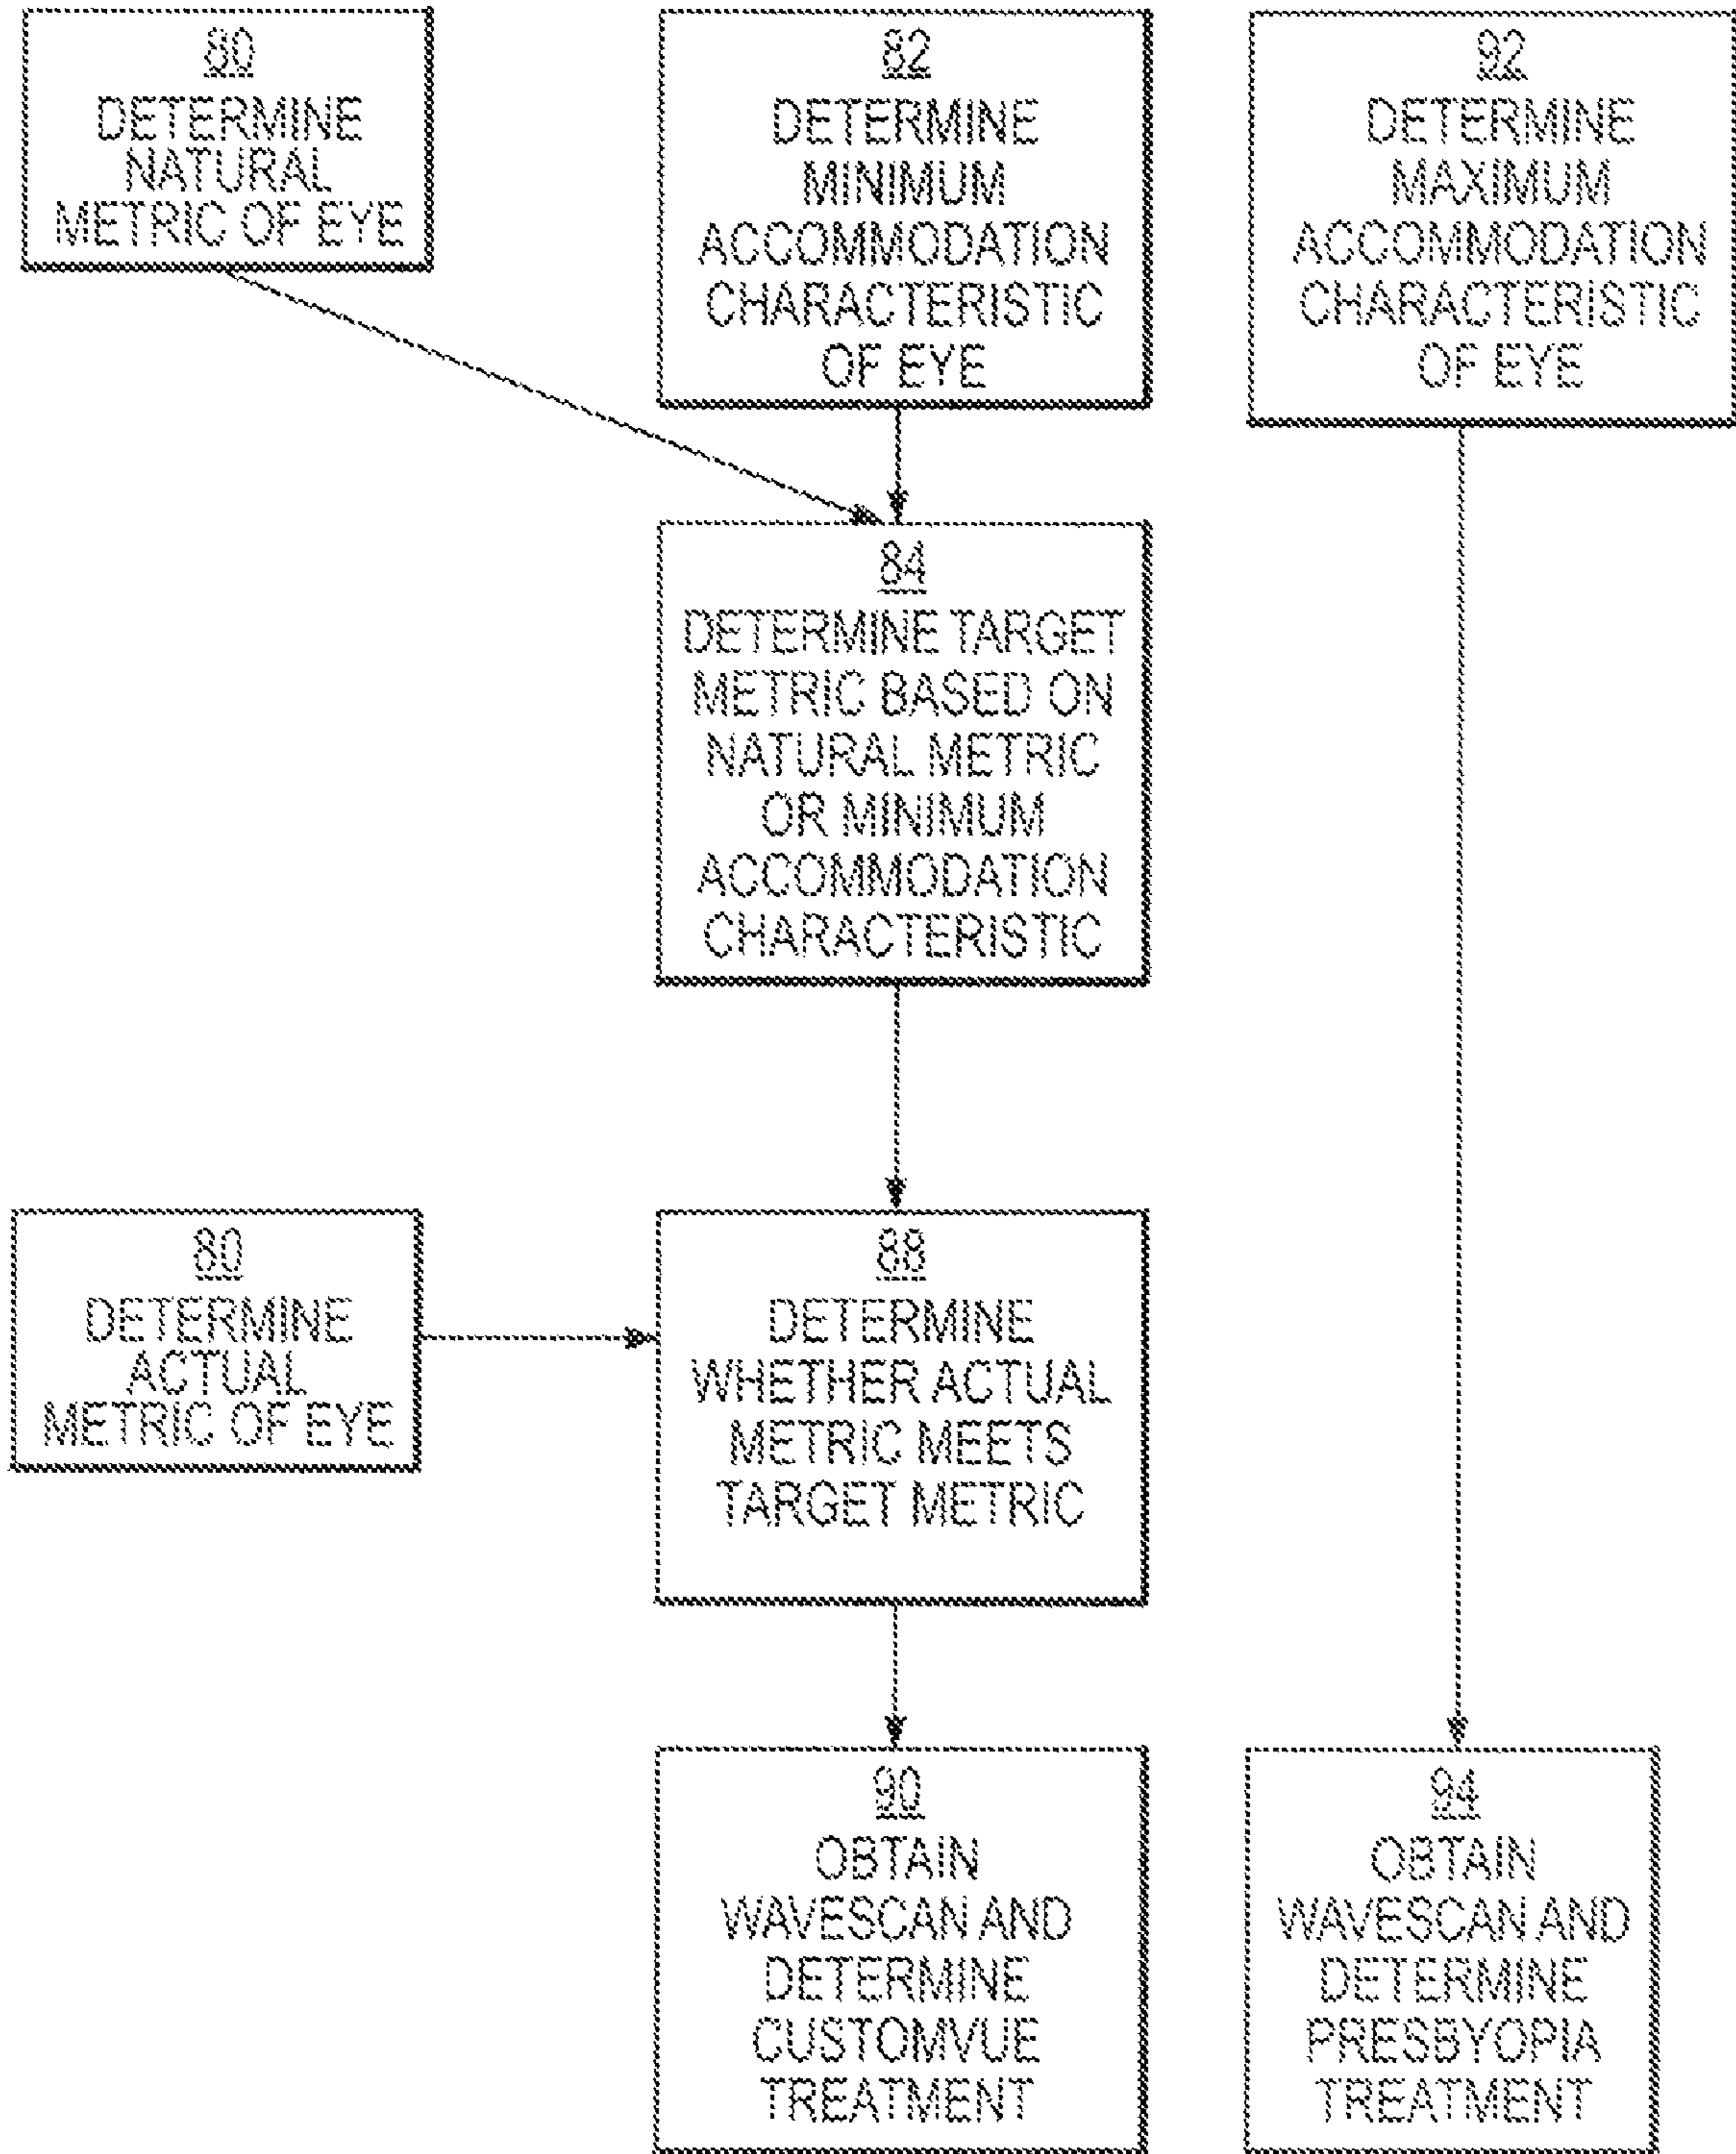 80
DETERMINE
NATURAL
METRIC OF EYE
82
DETERMINE
MINIMUM
ACCOMMODATION
CHARACTERISTIC
OF EYE
92
DETERMINE
MAXIMUM
ACCOMMODATION
CHARACTERISTIC
OF EYE
84
DETERMINE TARGET
METRIC BASED ON
NATURAL METRIC
OR MINIMUM
ACCOMMODATION
CHARACTERISTIC
80
DETERMINE
ACTUAL
METRIC OF EYE
88
DETERMINE
WHETHER ACTUAL
METRIC MEETS
TARGET METRIC
90
OBTAIN
WAVESCAN AND
DETERMINE
CUSTOMVUE
TREATMENT
94
OBTAIN
WAVESCAN AND
DETERMINE
PRESBYOPIA
TREATMENT